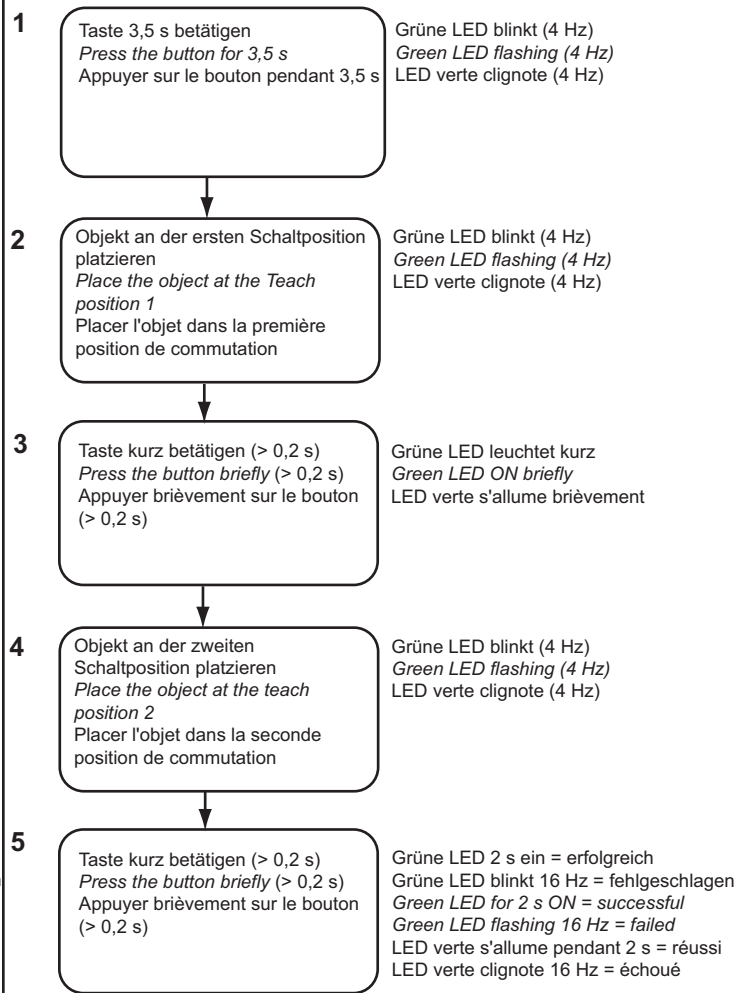 1
Taste 3,5 s betätigen
Press the button for 3,5 s
Appuyer sur le bouton pendant 3,5 s
Grüne LED blinkt (4 Hz)
Green LED flashing (4 Hz)
LED verte clignote (4 Hz)
2
Objekt an der ersten Schaltposition
platzieren
Place the object at the Teach
position 1
Placer l'objet dans la première
position de commutation
Grüne LED blinkt (4 Hz)
Green LED flashing (4 Hz)
LED verte clignote (4 Hz)
3
Taste kurz betätigen (> 0,2 s)
Press the button briefly (> 0,2 s)
Appuyer brièvement sur le bouton
(> 0,2 s)
Grüne LED leuchtet kurz
Green LED ON briefly
LED verte s'allume brièvement
4
Objekt an der zweiten
Schaltposition platzieren
Place the object at the teach
position 2
Placer l'objet dans la seconde
position de commutation
Grüne LED blinkt (4 Hz)
Green LED flashing (4 Hz)
LED verte clignote (4 Hz)
5
Taste kurz betätigen (> 0,2 s)
Press the button briefly (> 0,2 s)
Appuyer brièvement sur le bouton
(> 0,2 s)
Grüne LED 2 s ein = erfolgreich
Grüne LED blinkt 16 Hz = fehlgeschlagen
Green LED for 2 s ON = successful
Green LED flashing 16 Hz = failed
LED verte s'allume pendant 2 s = réussi
LED verte clignote 16 Hz = échoué